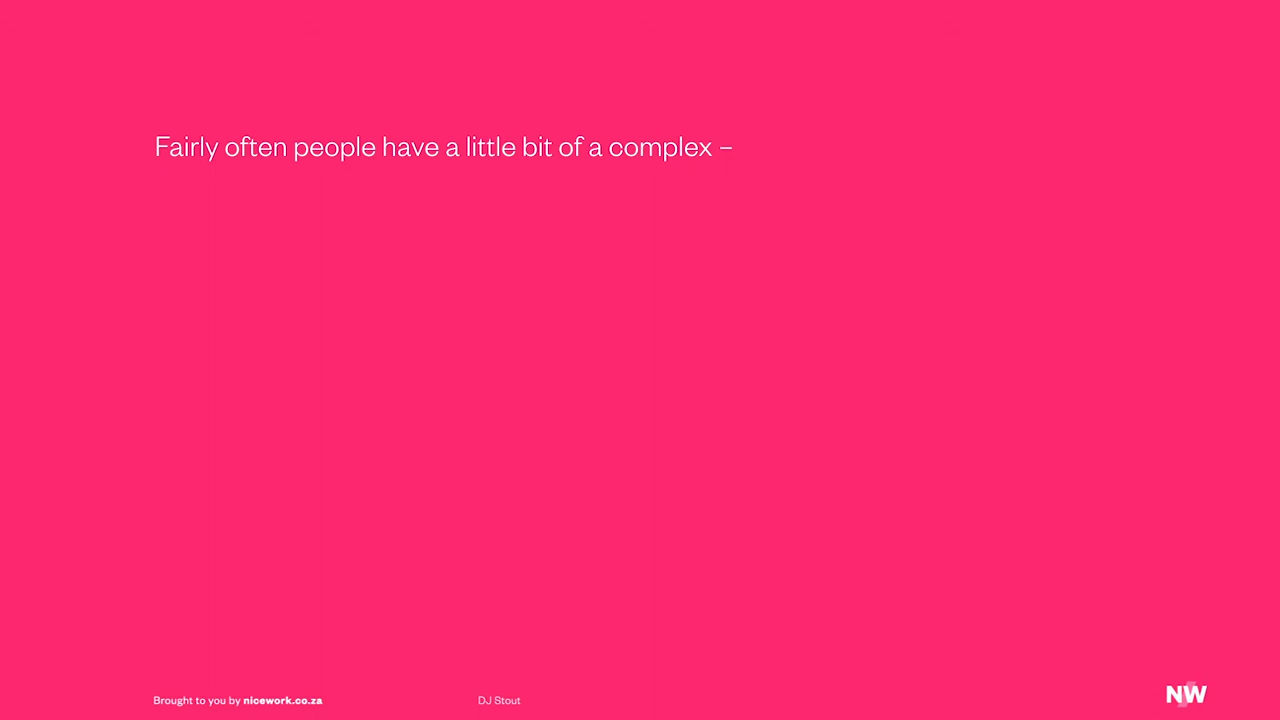 Fairly often people have a little bit of a complex –
Brought to you by nicework.co.za
DJ Stout
NW